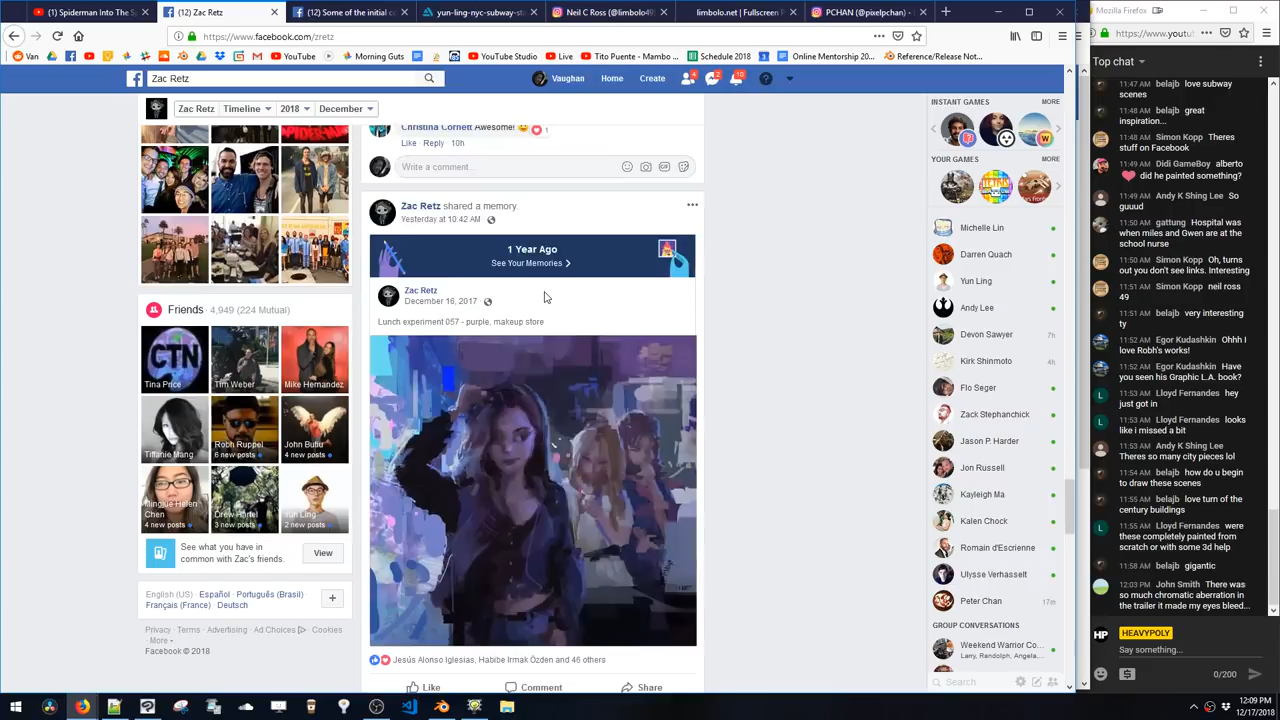 (1) Spiderman Into The S
(12) Zac Retz
(12) Some of the initial c
yun-ling-nyc-subway-st
Neil C Ross (@limbolo49
limbolo.net | Fullscreen P
PCHAN (@pixelpchan) •
Mozilla Firefox
https://www.facebook.com/zretz
https://www.youtu
Van
YouTube
Morning Guns
YouTube Studio
Live
Tito Puente - Mambo
Schedule 2018
Online Mentorship 20
Reference/Release Not
Zac Retz
Vaughan
Home
Create
4
2
10
Top chat
Zac Retz
Timeline
2018
December
Christina Cornett Awesome!
1
Like · Reply · 10h
Write a comment...
Zac Retz shared a memory.
Yesterday at 10:42 AM
1 Year Ago
See Your Memories
Zac Retz
December 16, 2017
Lunch experiment 057 - purple, makeup store
Jesús Alonso Iglesias, Habibe Irmak Özden and 46 others
Like
Comment
Share
Friends · 4,949 (224 Mutual)
Tina Price
Tim Weber
Mike Hernandez
Tiffanie Mang
Robh Ruppel
6 new posts
John Butiu
4 new posts
Mingjue Helen Chen
4 new posts
Drew Hartel
3 new posts
Yun Ling
2 new posts
See what you have in
common with Zac's friends.
View
English (US) · Español · Português (Brasil) ·
Français (France) · Deutsch
Privacy · Terms · Advertising · Ad Choices · Cookies ·
More
Facebook © 2018
INSTANT GAMES
MORE
YOUR GAMES
MORE
Michelle Lin
Darren Quach
Yun Ling
Andy Lee
Devon Sawyer
7h
Kirk Shinmoto
4h
Flo Seger
Zack Stephanchick
Jason P. Harder
Jon Russell
Kayleigh Ma
Kalen Chock
Romain d'Escrienne
Ulysse Verhasselt
Peter Chan
17m
GROUP CONVERSATIONS
Weekend Warrior Co...
Larry, Randolph, Angela,...
Search
11:47 AM belajb love subway
scenes
11:48 AM belajb great
inspiration...
11:48 AM Simon Kopp Theres
stuff on Facebook
11:49 AM Didi GameBoy alberto
did he painted something?
11:49 AM Andy K Shing Lee So
guuud
11:50 AM gattung Hospital was
when miles and Gwen are at the
school nurse
11:50 AM Simon Kopp Oh, turns
out you don't see links. Interesting
11:50 AM Simon Kopp neil ross
49
11:51 AM belajb very interesting
ty
11:52 AM Egor Kudashkin Ohhh I
love Robh's works!
11:52 AM Egor Kudashkin Have
you seen his Graphic L.A. book?
11:53 AM Lloyd Fernandes hey
just got in
11:53 AM Lloyd Fernandes looks
like i missed a bit
11:53 AM Andy K Shing Lee
Theres so many city pieces lol
11:54 AM belajb how do u begin
to draw these scenes
11:55 AM belajb love turn of the
century buildings
11:55 AM Lloyd Fernandes were
these completely painted from
scratch or with some 3d help
11:58 AM belajb gigantic
12:03 PM John Smith There was
so much chromatic aberration in
the trailer it made my eyes bleed...
HP
HEAVYPOLY
Say something...
0/200
12:09 PM
12/17/2018